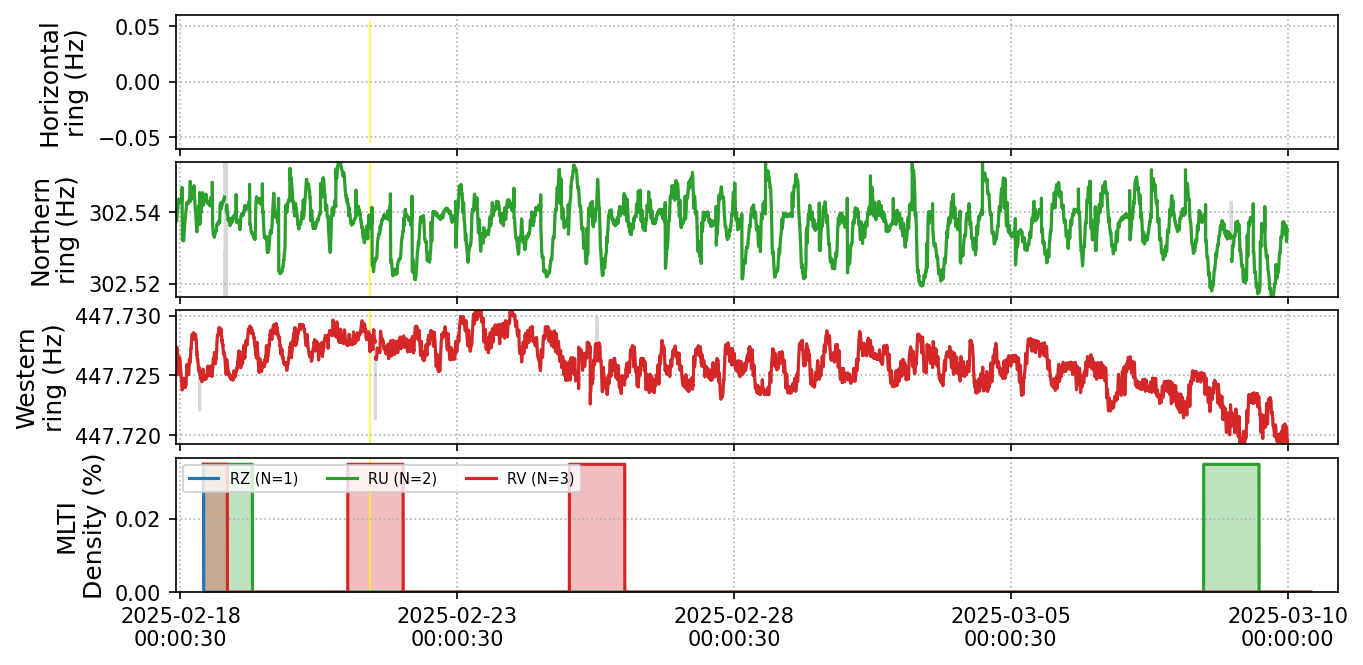 Horizontal
ring (Hz)
0.05
0.00
−0.05
Northern
ring (Hz)
302.54
302.52
Western
ring (Hz)
447.730
447.725
447.720
MLTI
Density (%)
0.02
0.00
RZ (N=1) RU (N=2) RV (N=3)
2025-02-18 2025-02-23 2025-02-28 2025-03-05 2025-03-10
00:00:30 00:00:30 00:00:30 00:00:30 00:00:00